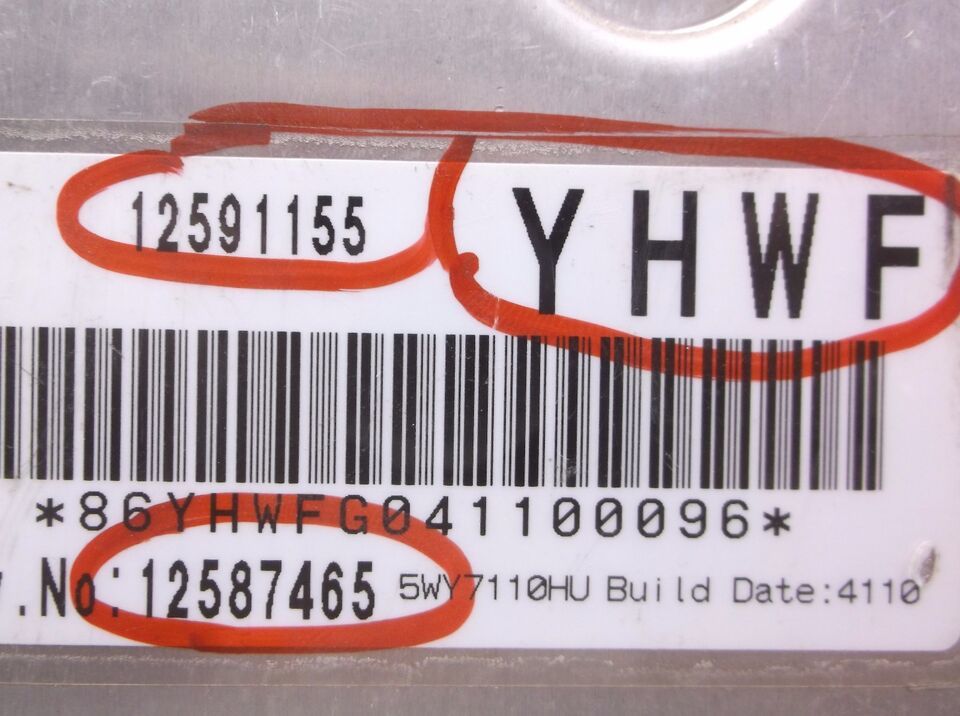 12591155 YHWF
*86YHWFG041100096*
.No:12587465 5WY7110HU Build Date:4110